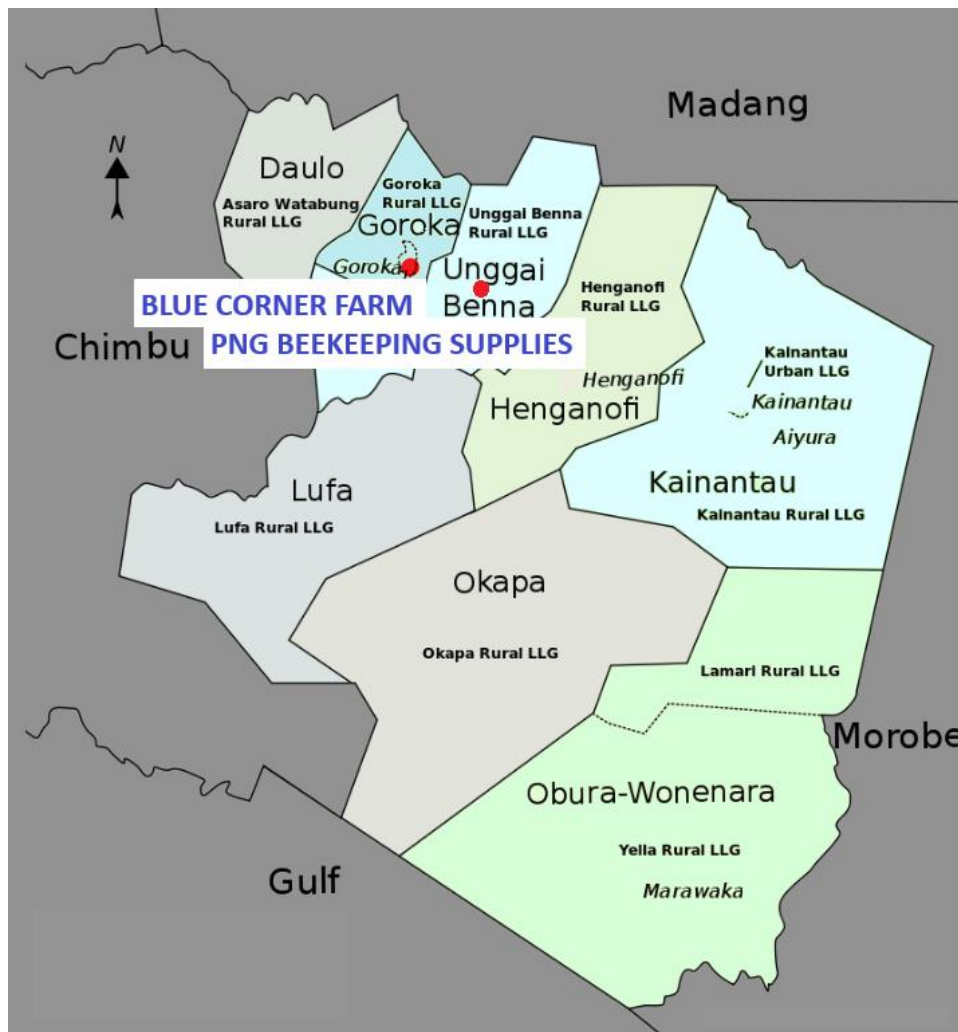 Madang
N
Daulo
Asaro Watabung
Rural LLG
Goroka
Rural LLG
Goroka
Goroka
Unggai Benna
Rural LLG
Unggai
Benna
Henganofi
Rural LLG
BLUE CORNER FARM
PNG BEEKEEPING SUPPLIES
Chimbu
Henganofi
Henganofi
Kainantau
Urban LLG
Kainantau
Aiyura
Kainantau
Kainantau Rural LLG
Lufa
Lufa Rural LLG
Okapa
Okapa Rural LLG
Lamari Rural LLG
Morobe
Obura-Wonenara
Yella Rural LLG
Marawaka
Gulf